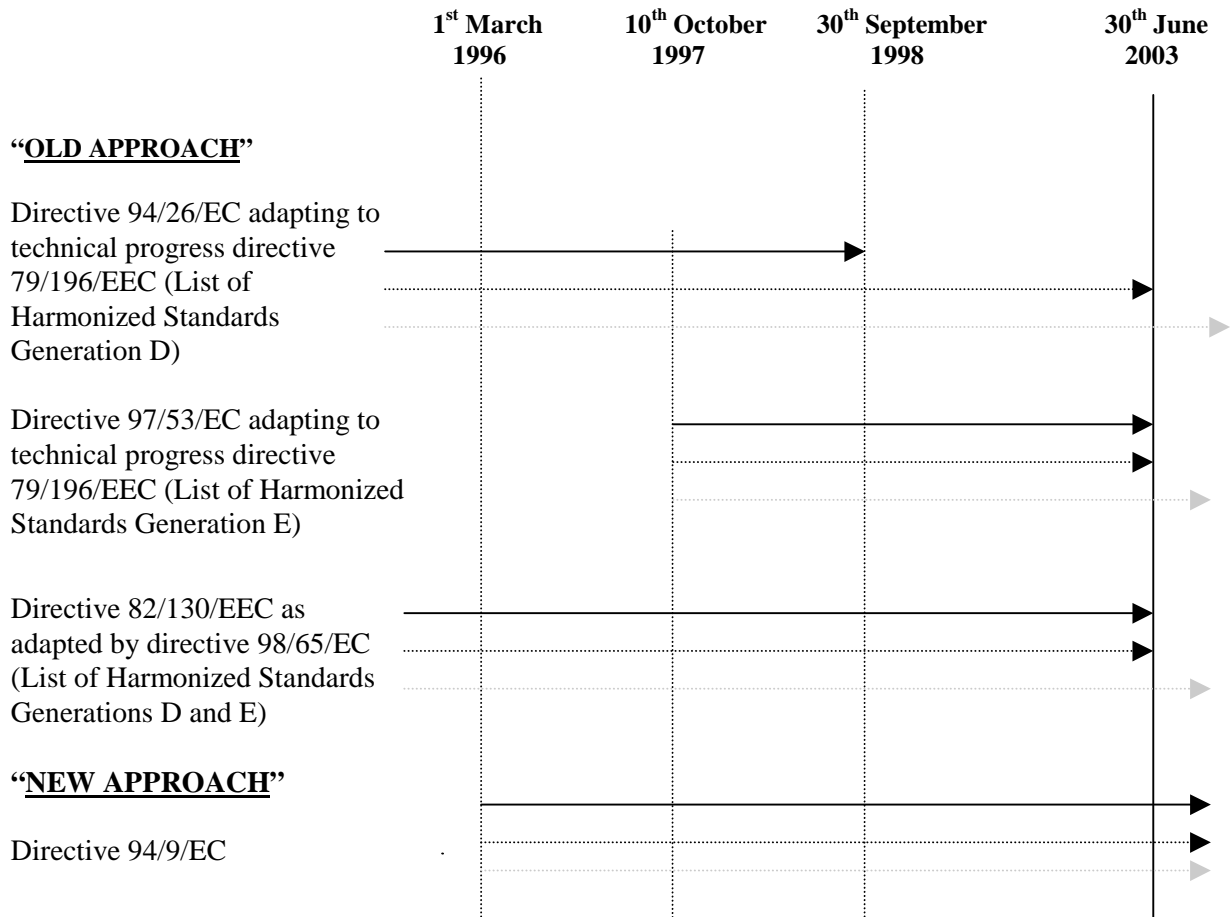 1st March 10th October 30th September 30th June
1996 1997 1998 2003
“OLD APPROACH”
Directive 94/26/EC adapting to
technical progress directive
79/196/EEC (List of
Harmonized Standards
Generation D)
Directive 97/53/EC adapting to
technical progress directive
79/196/EEC (List of Harmonized
Standards Generation E)
Directive 82/130/EEC as
adapted by directive 98/65/EC
(List of Harmonized Standards
Generations D and E)
“NEW APPROACH”
Directive 94/9/EC